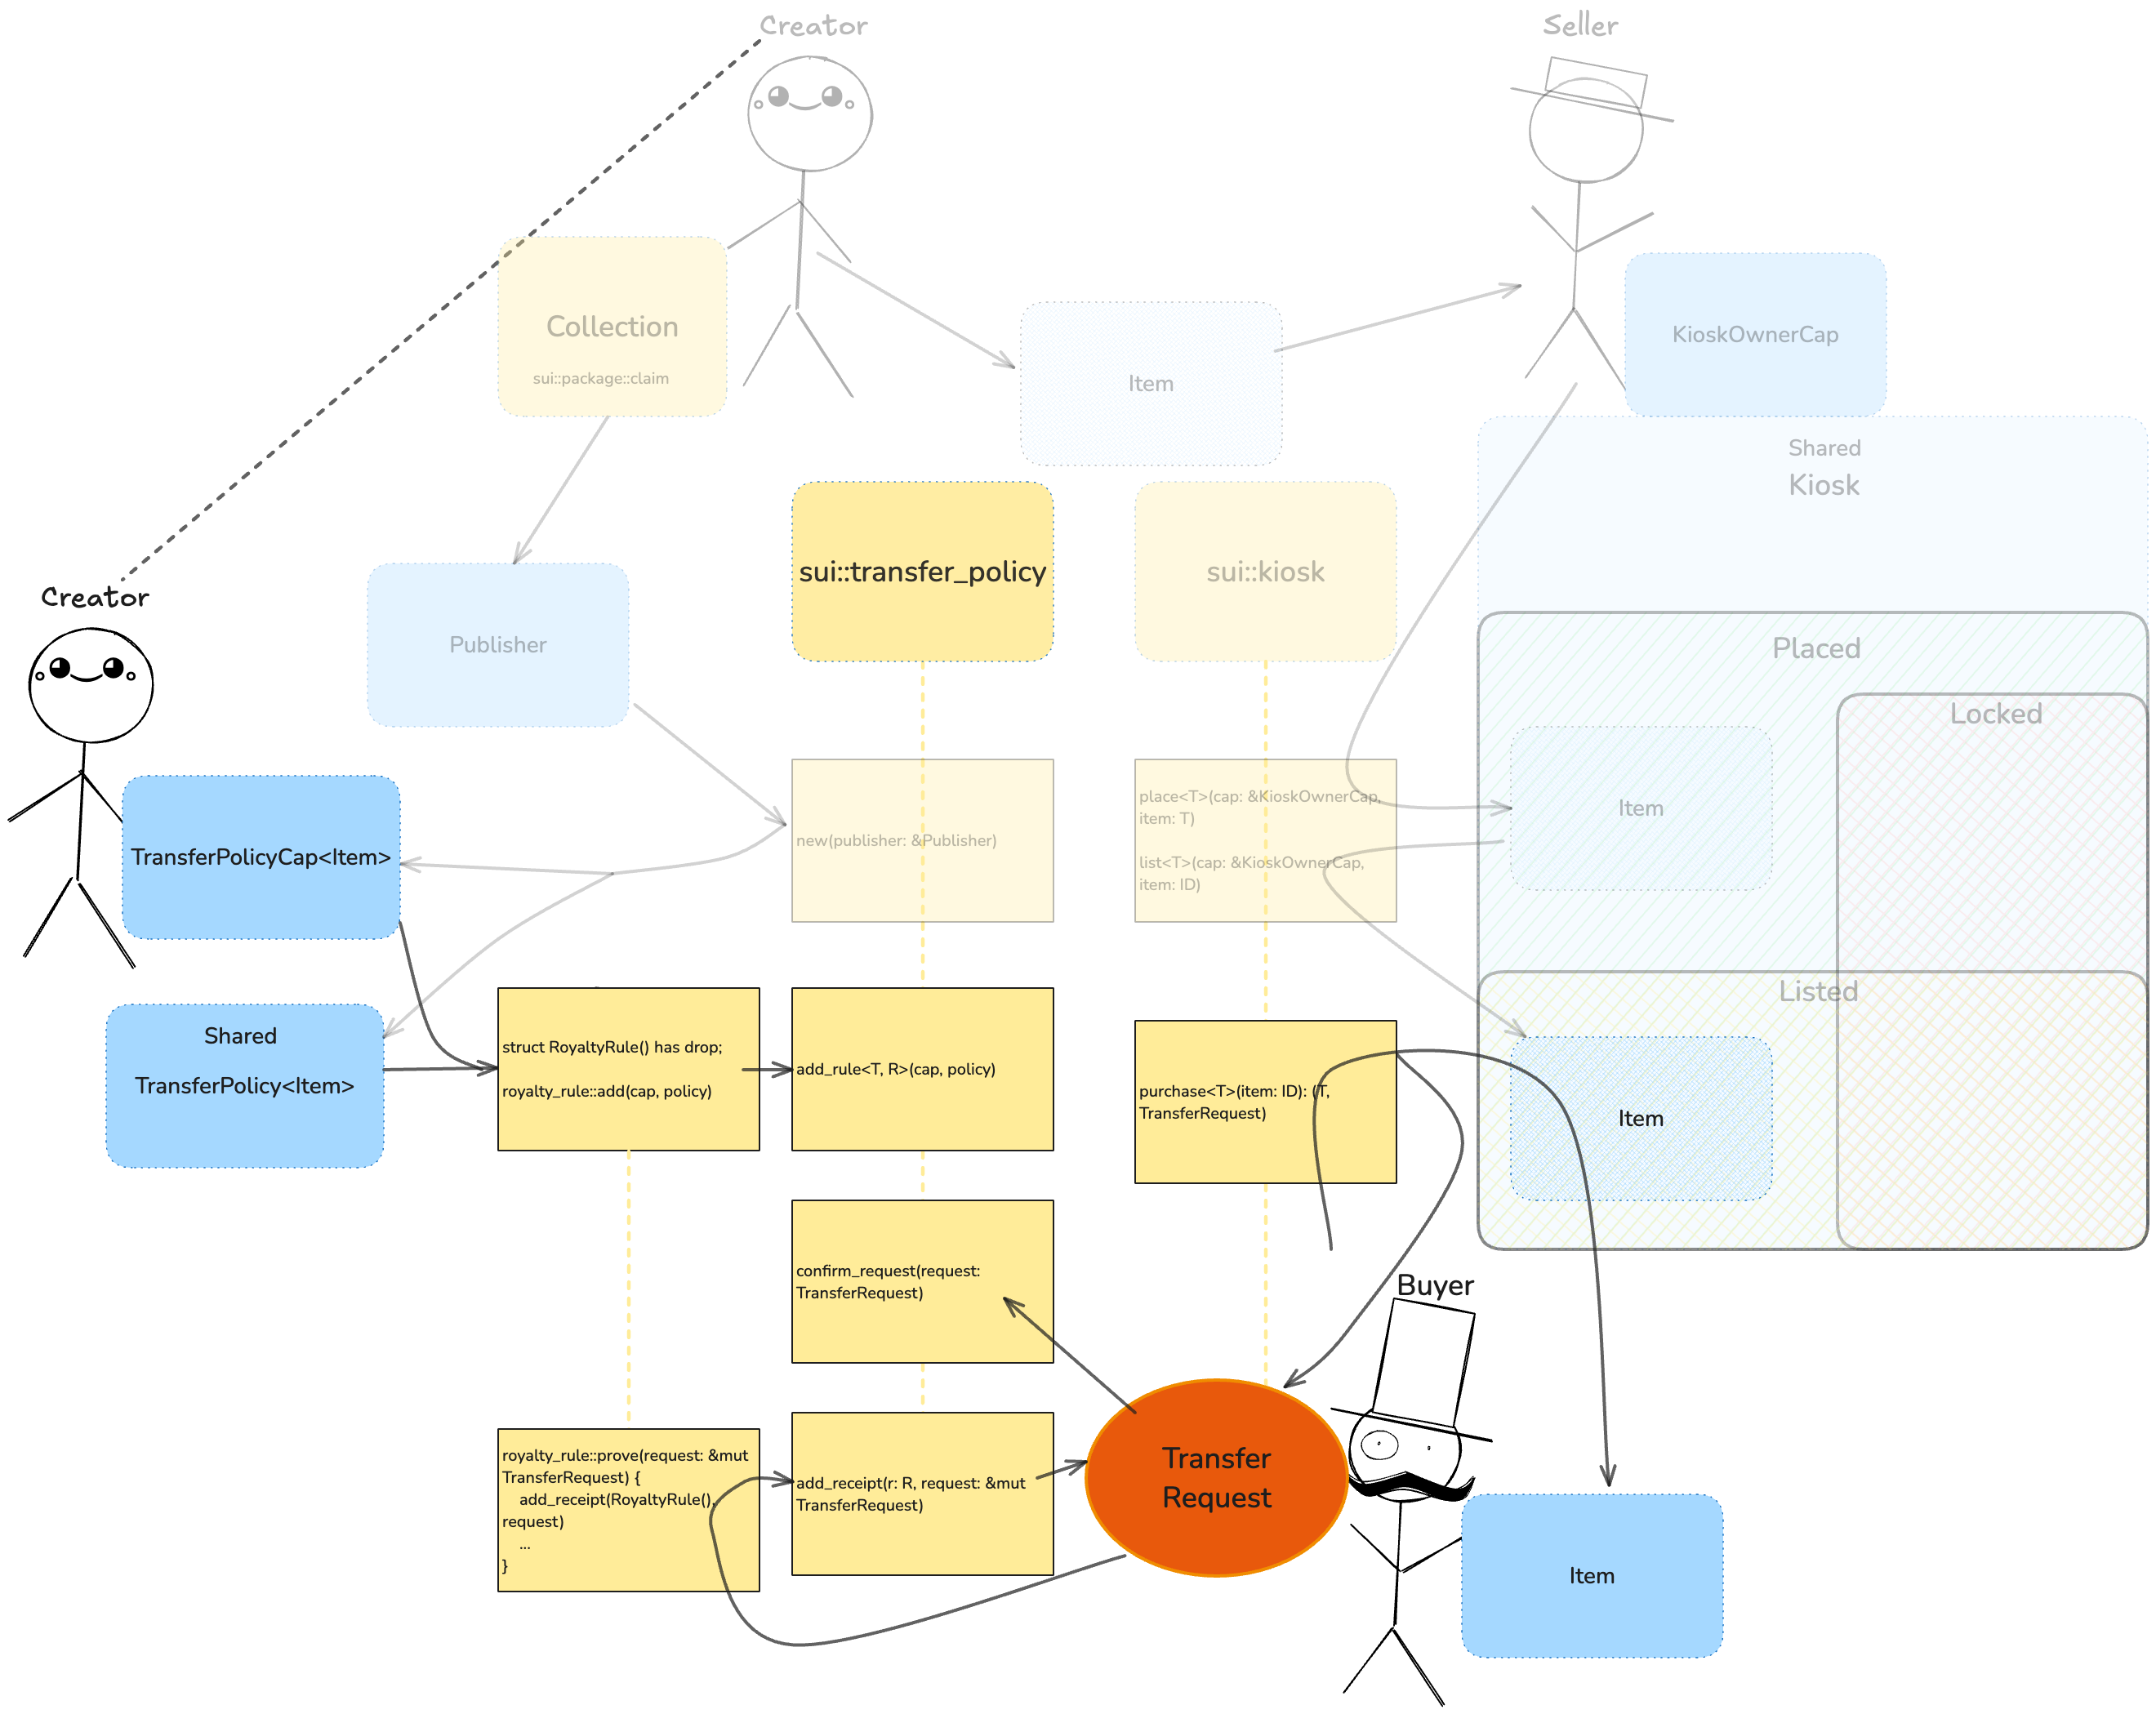 Creator
Seller
Collection
sui::package::claim
Item
KioskOwnerCap
Shared
Kiosk
sui::transfer_policy
sui::kiosk
Creator
Publisher
Placed
Locked
TransferPolicyCap<Item>
new(publisher: &Publisher)
place<T>(cap: &KioskOwnerCap,
item: T)
list<T>(cap: &KioskOwnerCap,
item: ID)
Item
Listed
Shared
TransferPolicy<Item>
struct RoyaltyRule() has drop;
royalty_rule::add(cap, policy)
add_rule<T, R>(cap, policy)
purchase<T>(item: ID): (T,
TransferRequest)
Item
confirm_request(request:
TransferRequest)
Buyer
royalty_rule::prove(request: &mut
TransferRequest) {
add_receipt(RoyaltyRule(),
request)
...
}
add_receipt(r: R, request: &mut
TransferRequest)
Transfer
Request
Item